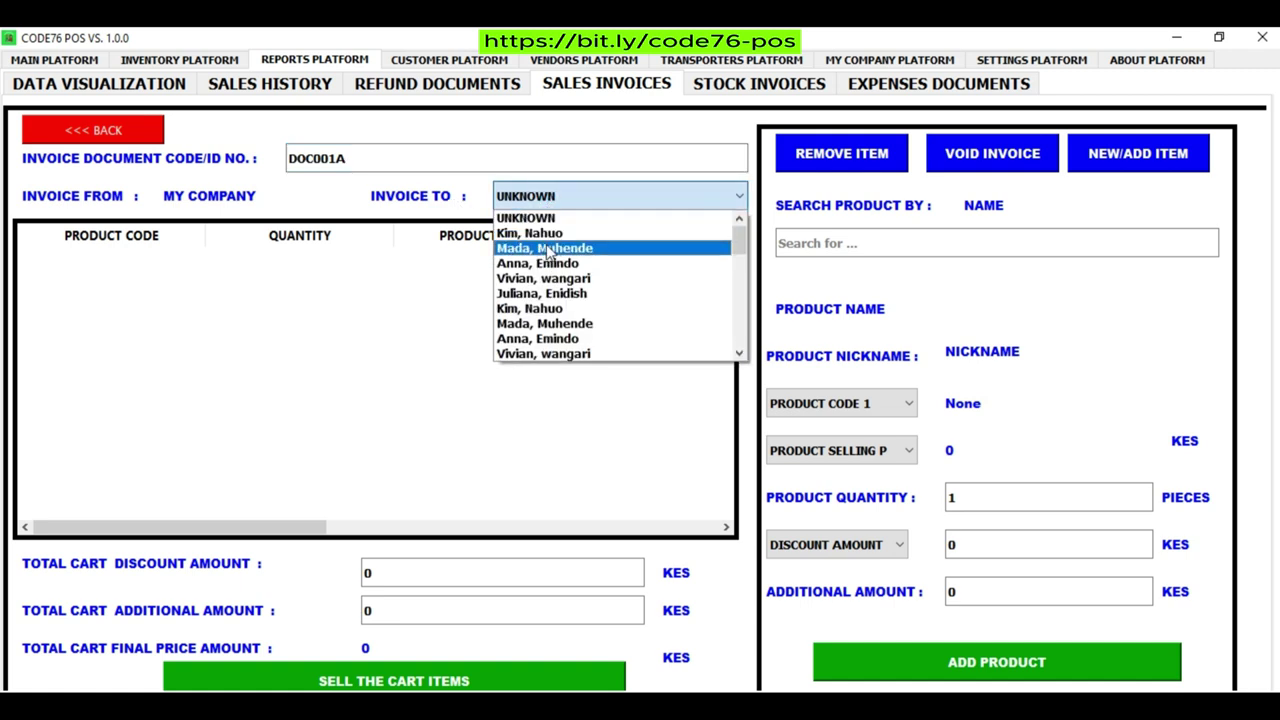 CODE76 POS VS. 1.0.0
https://bit.ly/code76-pos
MAIN PLATFORM INVENTORY PLATFORM REPORTS PLATFORM CUSTOMER PLATFORM VENDORS PLATFORM TRANSPORTERS PLATFORM MY COMPANY PLATFORM SETTINGS PLATFORM ABOUT PLATFORM
DATA VISUALIZATION SALES HISTORY REFUND DOCUMENTS SALES INVOICES STOCK INVOICES EXPENSES DOCUMENTS
<<< BACK
INVOICE DOCUMENT CODE/ID NO. : DOC001A
INVOICE FROM : MY COMPANY INVOICE TO : UNKNOWN
UNKNOWN
Kim, Nahuo
Mada, Muhende
Anna, Emindo
Vivian, wangari
Juliana, Enidish
Kim, Nahuo
Mada, Muhende
Anna, Emindo
Vivian, wangari
PRODUCT CODE QUANTITY PRODUC
TOTAL CART DISCOUNT AMOUNT : 0 KES
TOTAL CART ADDITIONAL AMOUNT : 0 KES
TOTAL CART FINAL PRICE AMOUNT : 0 KES
SELL THE CART ITEMS
REMOVE ITEM VOID INVOICE NEW/ADD ITEM
SEARCH PRODUCT BY : NAME
Search for ...
PRODUCT NAME
PRODUCT NICKNAME : NICKNAME
PRODUCT CODE 1 None
PRODUCT SELLING P 0 KES
PRODUCT QUANTITY : 1 PIECES
DISCOUNT AMOUNT 0 KES
ADDITIONAL AMOUNT : 0 KES
ADD PRODUCT